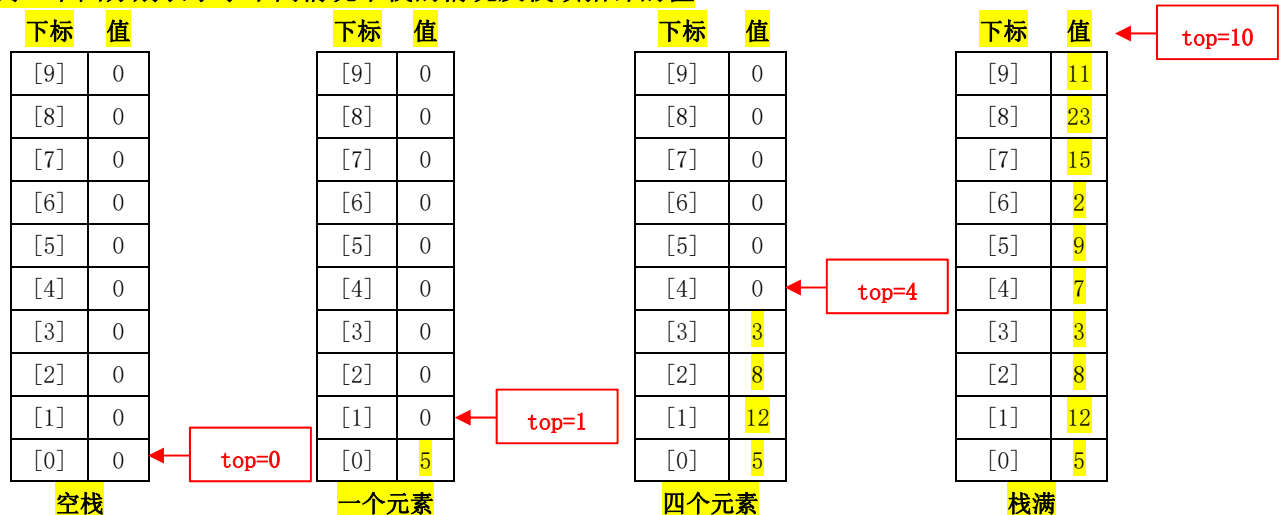 下标 值 下标 值 下标 值 下标 值 top=10
[9] 0 [9] 0 [9] 0 [9] 11
[8] 0 [8] 0 [8] 0 [8] 23
[7] 0 [7] 0 [7] 0 [7] 15
[6] 0 [6] 0 [6] 0 [6] 2
[5] 0 [5] 0 [5] 0 [5] 9
[4] 0 [4] 0 [4] 0 top=4 [4] 7
[3] 0 [3] 0 [3] 3 [3] 3
[2] 0 [2] 0 [2] 8 [2] 8
[1] 0 [1] 0 top=1 [1] 12 [1] 12
[0] 0 top=0 [0] 5 [0] 5 [0] 5
空栈 一个元素 四个元素 栈满